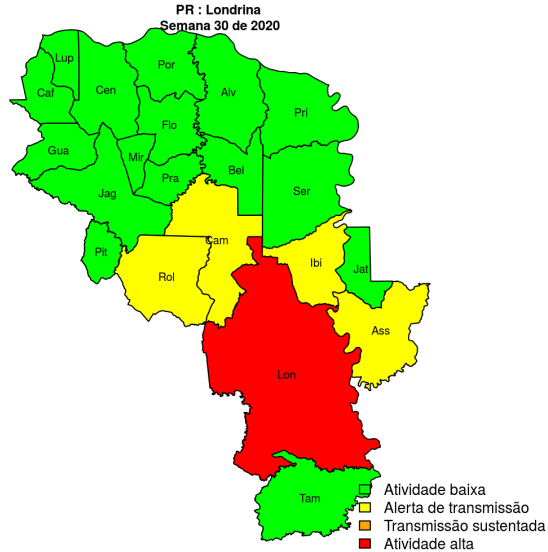 PR : Londrina
Semana 30 de 2020
Lup
Por
Caf
Cen
Alv
Pri
Flo
Gua
Mir
Bel
Pra
Jag
Ser
Cam
Pit
Ibi
Jat
Rol
Ass
Lon
Tam
Atividade baixa
Alerta de transmissão
Transmissão sustentada
Atividade alta